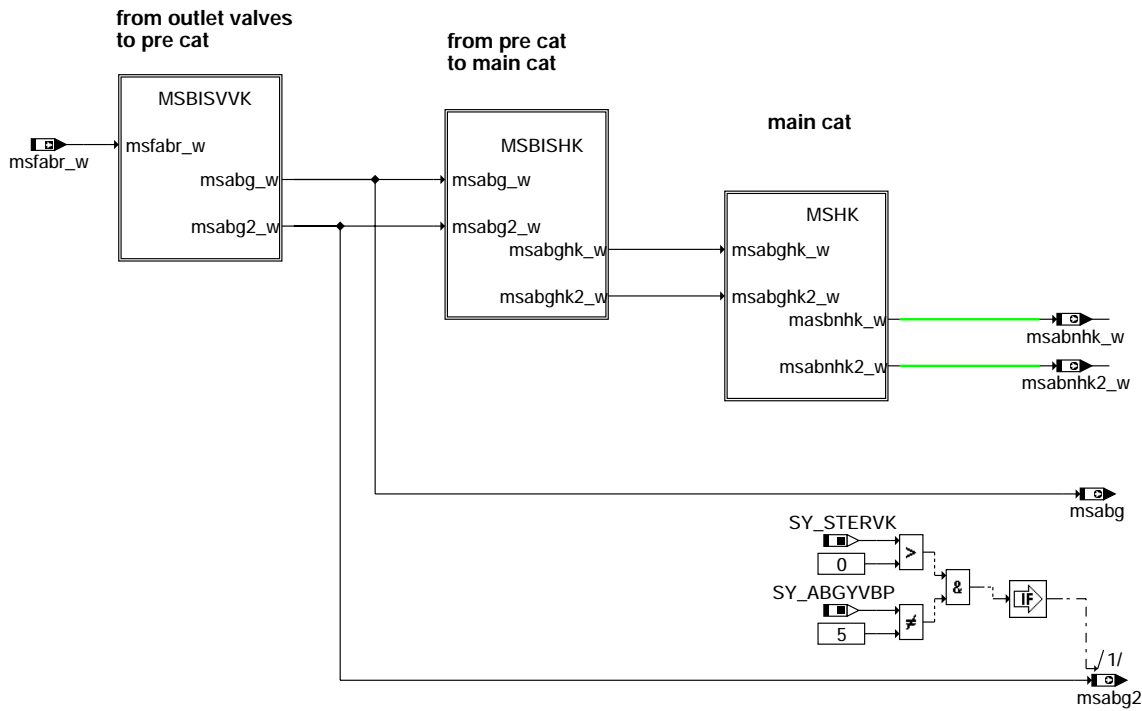 from outlet valves
to pre cat
from pre cat
to main cat
main cat
MSBISVVK
msfabr_w
msfabr_w
msabg_w
msabg2_w
MSBISHK
msabg_w
msabg2_w
msabghk_w
msabghk2_w
MSHK
msabghk_w
msabghk2_w
masbnhk_w
msabnhk2_w
msabnhk_w
msabnhk2_w
msabg
SY_STERVK
0
>
SY_ABGYVBP
5
≠
&
IF
/1/
msabg2